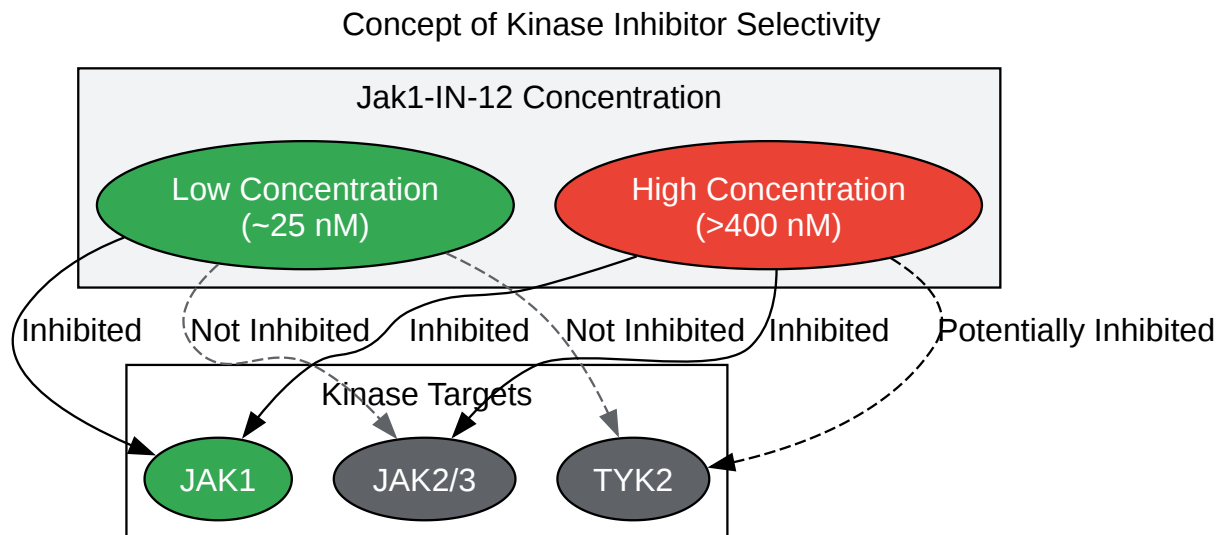 Concept of Kinase Inhibitor Selectivity
Jak1-IN-12 Concentration
Low Concentration
(~25 nM)
High Concentration
(>400 nM)
Inhibited
Not Inhibited
Inhibited
Not Inhibited
Inhibited
Potentially Inhibited
Kinase Targets
JAK1
JAK2/3
TYK2